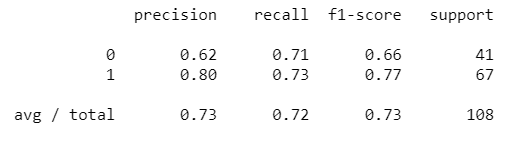 precision recall f1-score support
0 0.62 0.71 0.66 41
1 0.80 0.73 0.77 67
avg / total 0.73 0.72 0.73 108